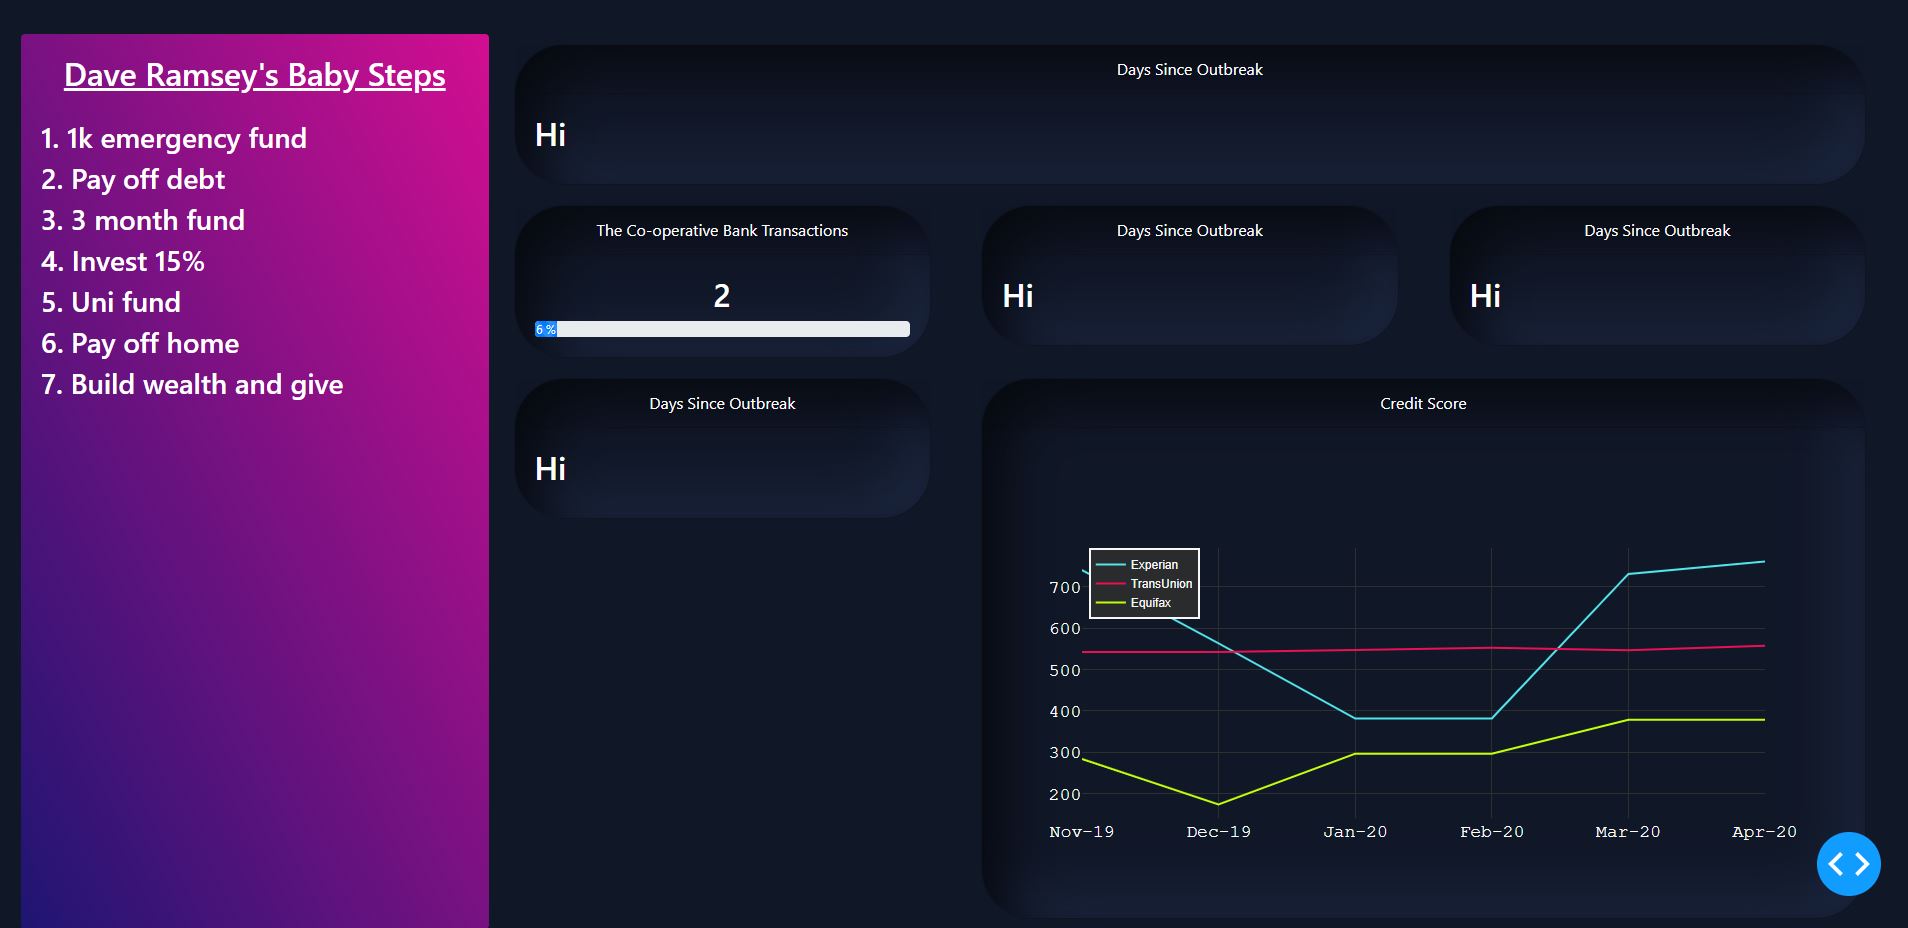 Dave Ramsey's Baby Steps
1. 1k emergency fund
2. Pay off debt
3. 3 month fund
4. Invest 15%
5. Uni fund
6. Pay off home
7. Build wealth and give
Days Since Outbreak
Hi
The Co-operative Bank Transactions
2
6 %
Days Since Outbreak
Hi
Days Since Outbreak
Hi
Days Since Outbreak
Hi
Credit Score
Experian
TransUnion
Equifax
700
600
500
400
300
200
Nov-19 Dec-19 Jan-20 Feb-20 Mar-20 Apr-20